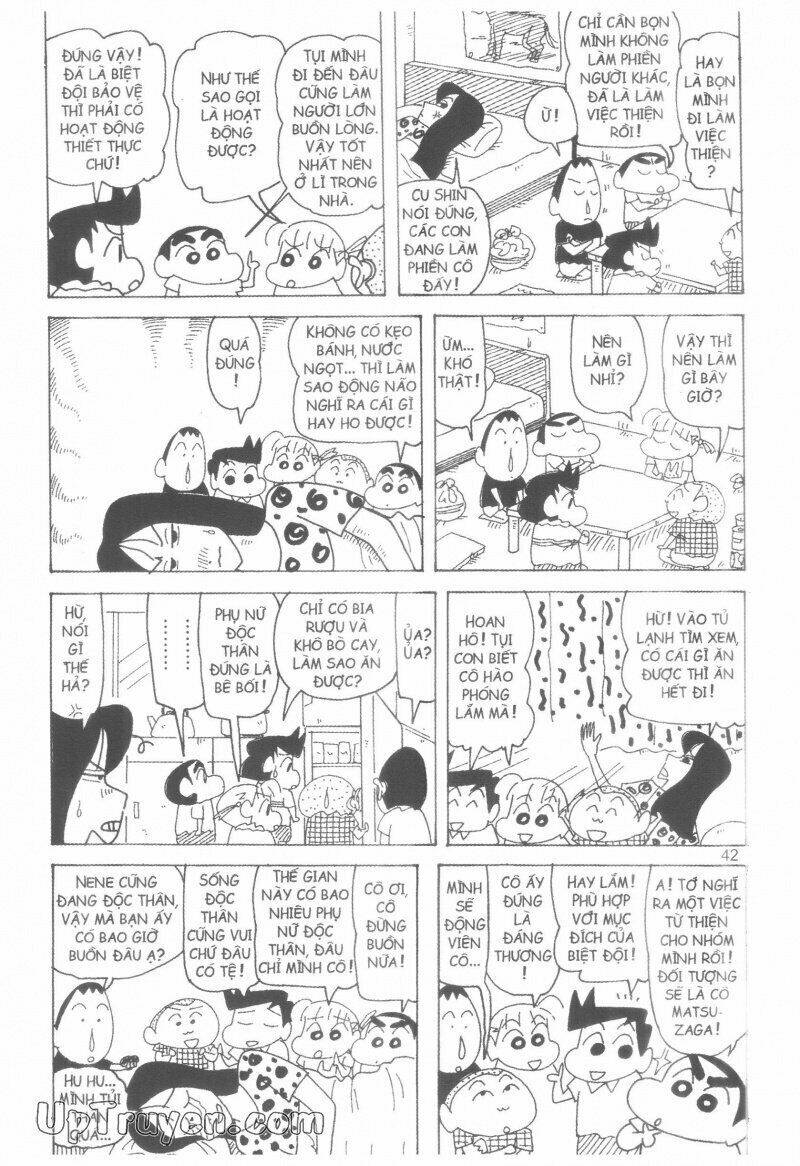 HAY
LÀ BỌN
MÌNH
ĐI LÀM
VIỆC
THIỆN
?
CHỈ CẦN BỌN
MÌNH KHÔNG
LÀM PHIỀN
NGƯỜI KHÁC,
ĐÃ LÀ LÀM
VIỆC THIỆN
RỒI!
Ữ!
CU SHIN
NÓI ĐÚNG,
CÁC CON
ĐANG LÀM
PHIỀN CÔ
ĐẤY!
TỤI MÌNH
ĐI ĐẾN ĐÂU
CŨNG LÀM
NGƯỜI LỚN
BUỒN LÒNG.
VẬY TỐT
NHẤT NÊN
Ở LÌ TRONG
NHÀ.
NHƯ THẾ
SAO GỌI
LÀ HOẠT
ĐỘNG
ĐƯỢC?
ĐÚNG VẬY!
ĐÃ LÀ BIỆT
ĐỘI BẢO VỆ
THÌ PHẢI CÓ
HOẠT ĐỘNG
THIẾT THỰC
CHỨ!
VẬY THÌ
NÊN LÀM
GÌ BÂY
GIỜ?
NÊN
LÀM GÌ
NHỈ?
ỪM...
KHÓ
THẬT!
KHÔNG CÓ KẸO
BÁNH, NƯỚC
NGỌT... THÌ LÀM
SAO ĐỘNG NÃO
NGHĨ RA CÁI GÌ
HAY HO ĐƯỢC!
QUÁ
ĐÚNG
!
HỪ! VÀO TỦ
LẠNH TÌM XEM,
CÓ CÁI GÌ ĂN
ĐƯỢC THÌ ĂN
HẾT ĐI!
HOAN
HÔ! TỤI
CON BIẾT
CÔ HÀO
PHÓNG
LẮM MÀ!
ỦA?
ỦA?
CHỈ CÓ BIA
RƯỢU VÀ
KHÔ BÒ CAY,
LÀM SAO ĂN
ĐƯỢC?
PHỤ NỮ
ĐỘC
THÂN
ĐÚNG LÀ
BÊ BỐI!
..........
HỪ,
NÓI
GÌ
THẾ
HẢ?
42
A! TỚ NGHĨ
RA MỘT VIỆC
TỪ THIỆN
CHO NHÓM
MÌNH RỒI!
ĐỐI TƯỢNG
SẼ LÀ CÔ
MATSU-
ZAGA!
HAY LẮM!
PHÙ HỢP
VỚI MỤC
ĐÍCH CỦA
BIỆT ĐỘI!
CÔ ẤY
ĐÚNG
LÀ
ĐÁNG
THƯƠNG!
MÌNH
SẼ
ĐỘNG
VIÊN
CÔ...
CÔ ƠI,
CÔ
ĐỪNG
BUỒN
NỮA!
THẾ GIAN
NÀY CÓ BAO
NHIÊU PHỤ
NỮ ĐỘC
THÂN, ĐÂU
CHỈ MÌNH CÔ!
SỐNG
ĐỘC
THÂN
CŨNG VUI
CHỨ ĐÂU
CÓ TỆ!
NENE CŨNG
ĐANG ĐỘC THÂN,
VẬY MÀ BẠN ẤY
CÓ BAO GIỜ
BUỒN ĐÂU Ạ?
HU HU...
MÌNH TỦI
THÂN
QUÁ...
UpTruyen.com